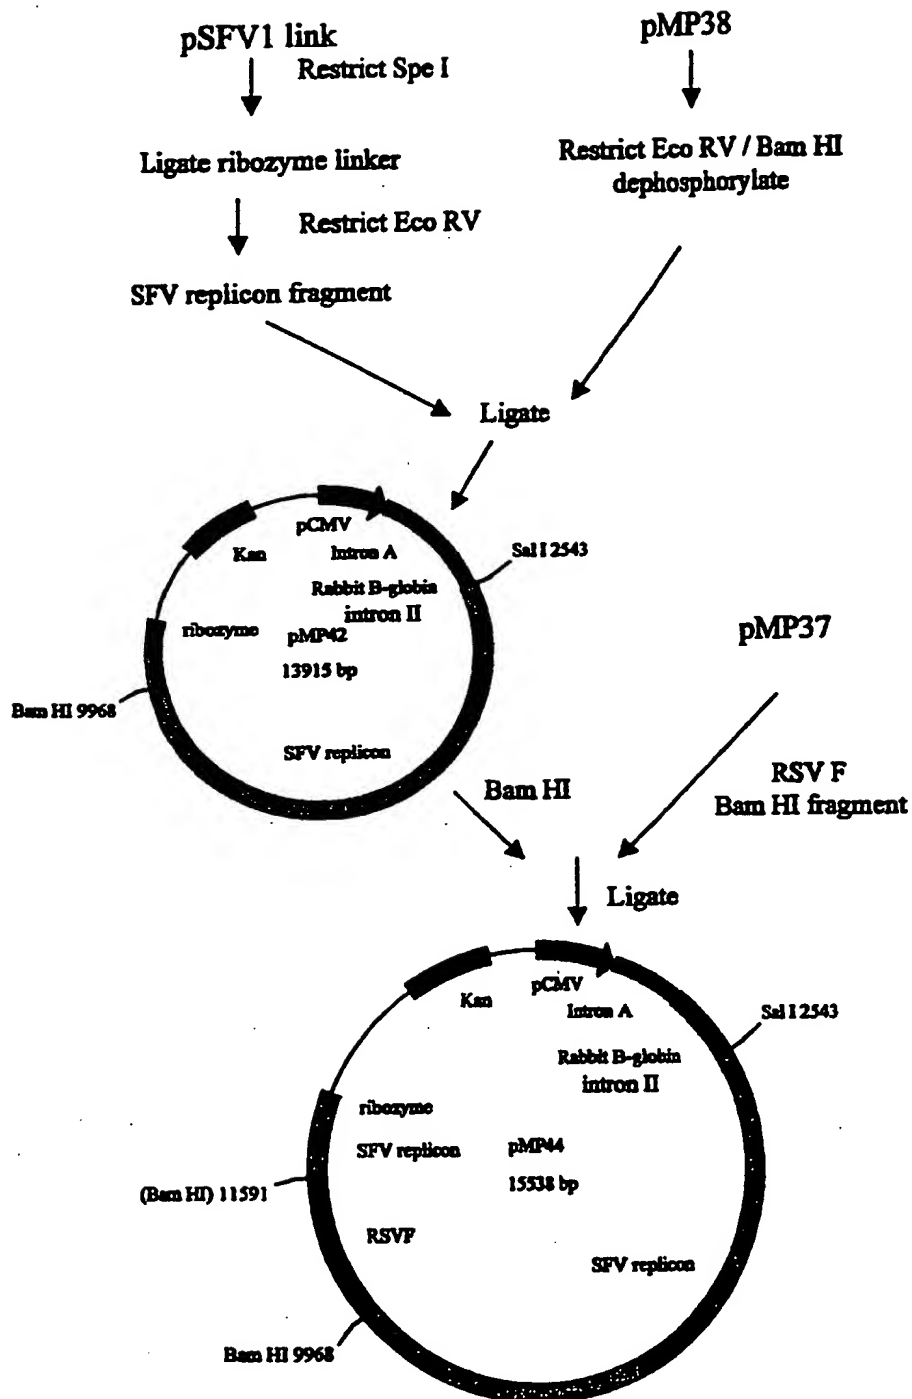 pSFV1 link
Restrict Spe I
Ligate ribozyme linker
Restrict Eco RV
SFV replicon fragment
pMP38
Restrict Eco RV / Bam HI
dephosphorylate
Ligate
pCMV
Kan
Intron A
Sal I 2543
Rabbit B-globin
intron II
ribozyme
pMP42
13915 bp
Bam HI 9968
SFV replicon
pMP37
Bam HI
RSV F
Bam HI fragment
Ligate
pCMV
Kan
Intron A
Sal I 2543
Rabbit B-globin
intron II
ribozyme
SFV replicon
pMP44
15538 bp
(Bam HI) 11591
RSVF
SFV replicon
Bam HI 9968